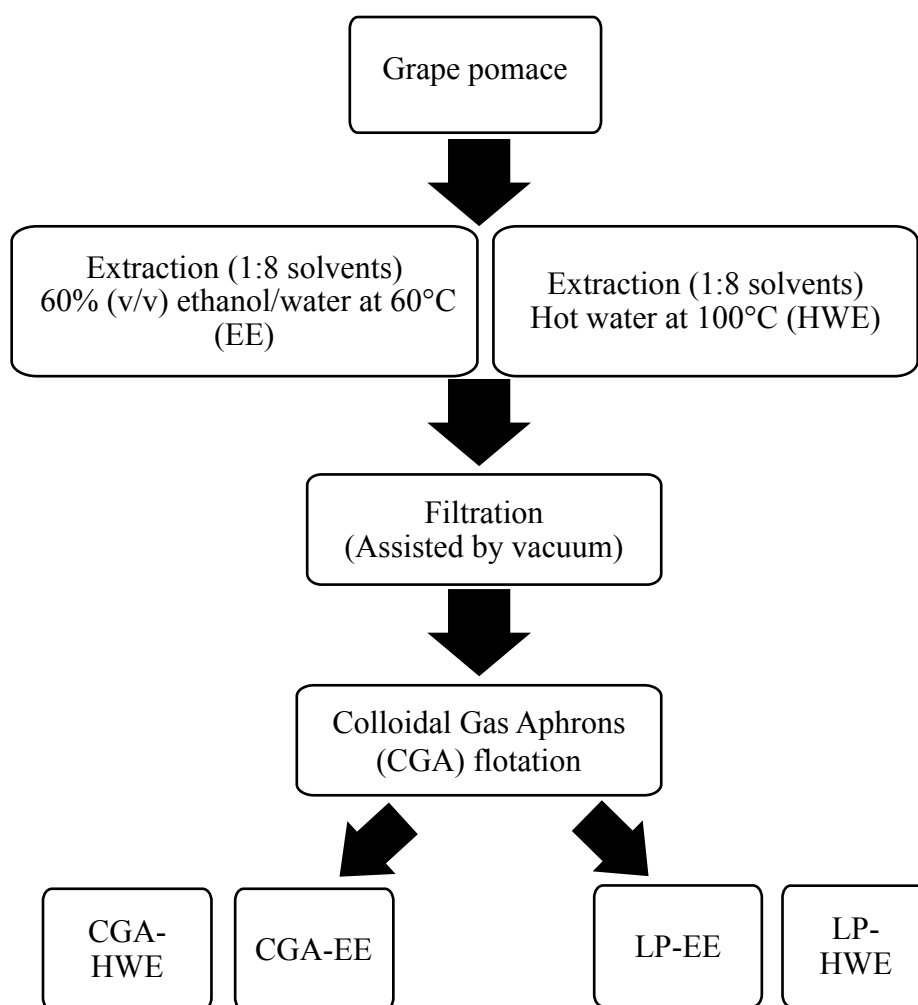 Grape pomace
Extraction (1:8 solvents)
60% (v/v) ethanol/water at 60°C
(EE)
Extraction (1:8 solvents)
Hot water at 100°C (HWE)
Filtration
(Assisted by vacuum)
Colloidal Gas Aphrons
(CGA) flotation
CGA-
HWE
CGA-EE
LP-EE
LP-
HWE